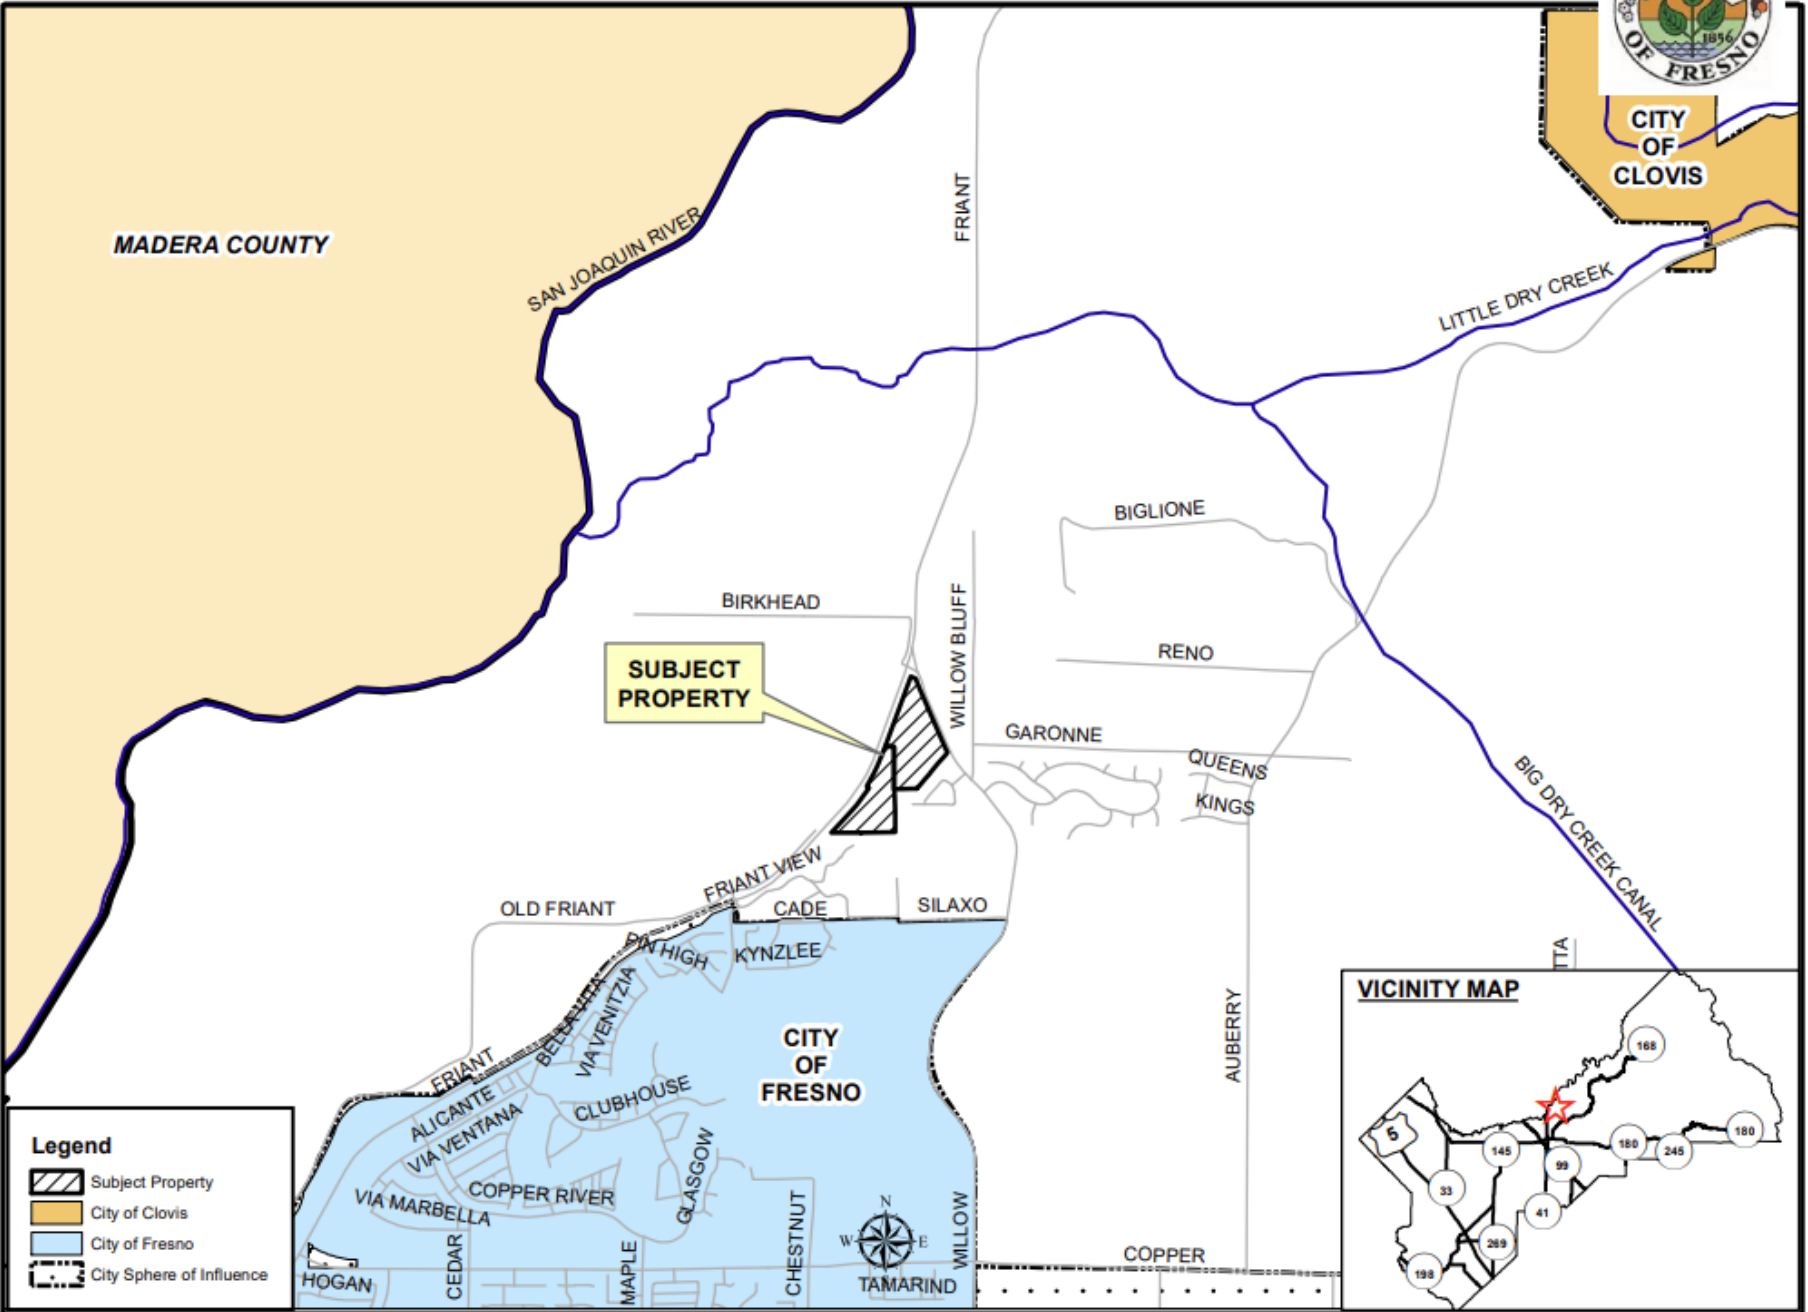 1856
OF FRESNO
CITY
OF
CLOVIS
MADERA COUNTY
SAN JOAQUIN RIVER
FRIANT
LITTLE DRY CREEK
BIGLIONE
BIRKHEAD
WILLOW BLUFF
RENO
SUBJECT
PROPERTY
GARONNE
QUEENS
KINGS
BIG DRY CREEK CANAL
FRIANT VIEW
OLD FRIANT
CADE
SILAXO
PIN HIGH
KYNZLEE
TTA
BELLA VITA
VIA VENITZIA
AUBERRY
CITY
OF
FRESNO
FRIANT
ALICANTE
CLUBHOUSE
VIA VENTANA
GLASGOW
COPPER RIVER
VIA MARBELLA
CHESTNUT
WILLOW
CEDAR
MAPLE
HOGAN
N
W
E
TAMARIND
COPPER
Legend
Subject Property
City of Clovis
City of Fresno
City Sphere of Influence
VICINITY MAP
168
5
145
180
245
180
99
33
41
269
198